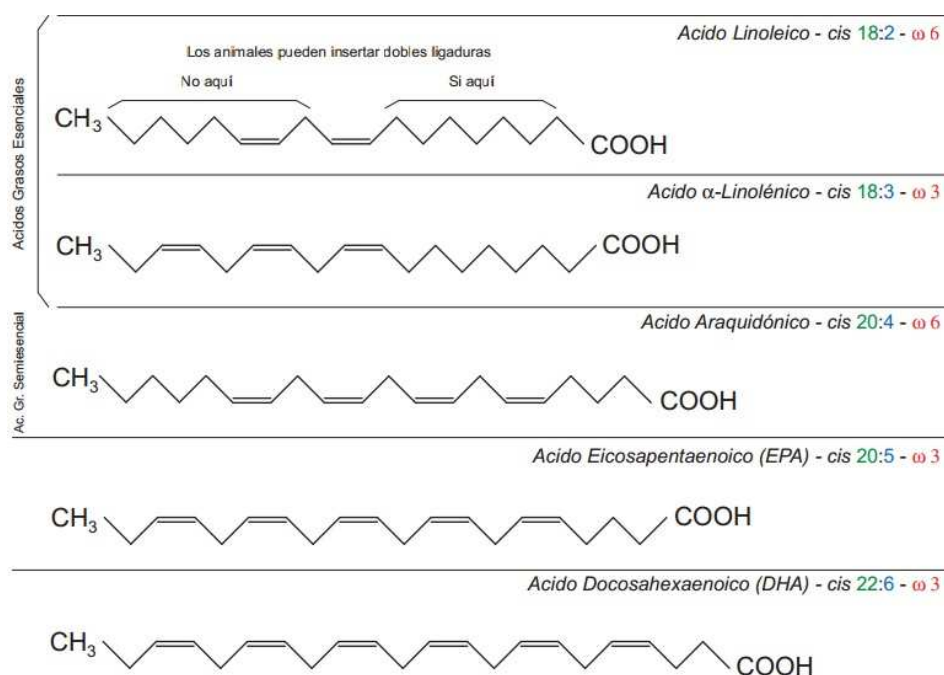 Acido Linoleico - cis 18:2 - ω 6
Los animales pueden insertar dobles ligaduras
No aquí
Si aquí
CH3
COOH
Acidos Grasos Esenciales
Acido α-Linolénico - cis 18:3 - ω 3
CH3
COOH
Acido Araquidónico - cis 20:4 - ω 6
Ac. Gr. Semiesencial
CH3
COOH
Acido Eicosapentaenoico (EPA) - cis 20:5 - ω 3
CH3
COOH
Acido Docosahexaenoico (DHA) - cis 22:6 - ω 3
CH3
COOH